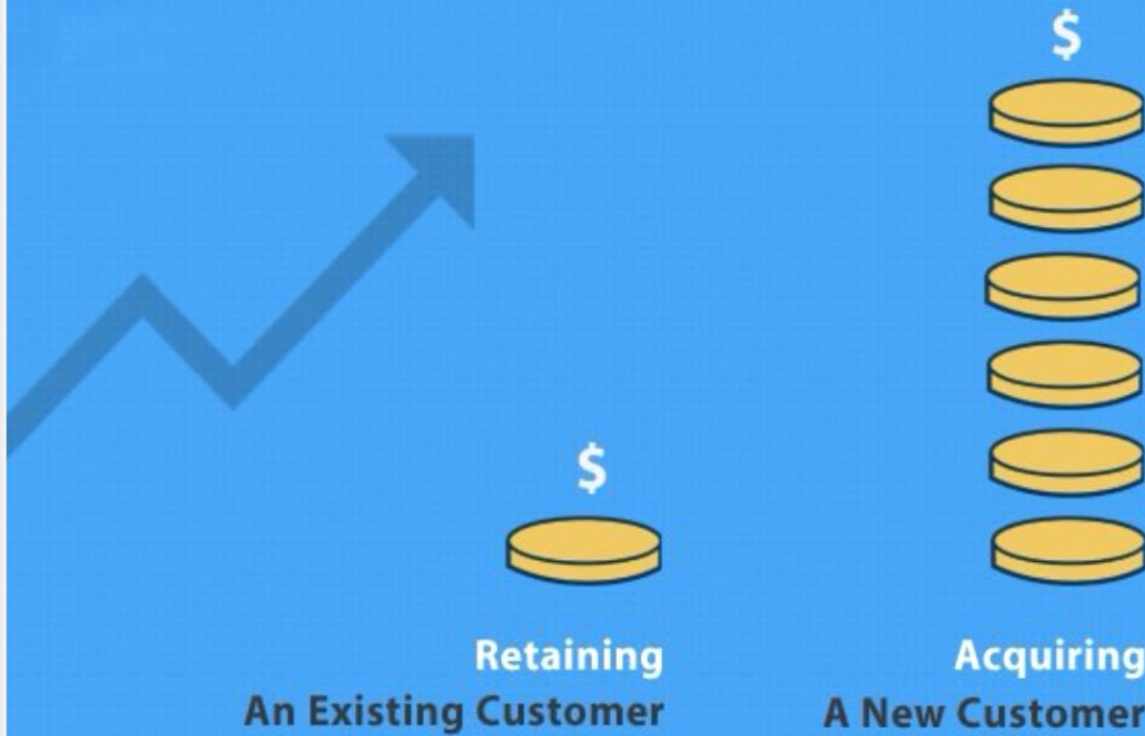 $
$
Retaining
An Existing Customer
Acquiring
A New Customer